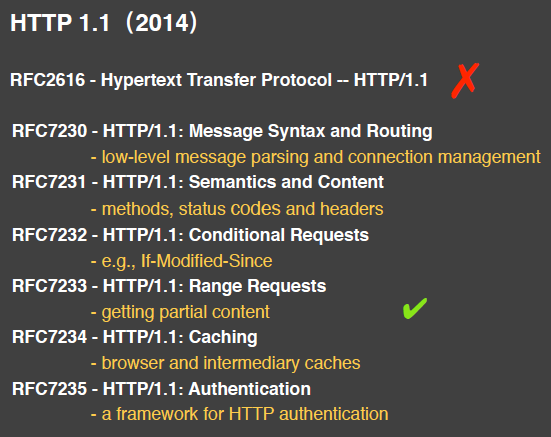 HTTP 1.1（2014）
RFC2616 - Hypertext Transfer Protocol -- HTTP/1.1 ✗
RFC7230 - HTTP/1.1: Message Syntax and Routing
- low-level message parsing and connection management
RFC7231 - HTTP/1.1: Semantics and Content
- methods, status codes and headers
RFC7232 - HTTP/1.1: Conditional Requests
- e.g., If-Modified-Since
RFC7233 - HTTP/1.1: Range Requests
- getting partial content ✔
RFC7234 - HTTP/1.1: Caching
- browser and intermediary caches
RFC7235 - HTTP/1.1: Authentication
- a framework for HTTP authentication